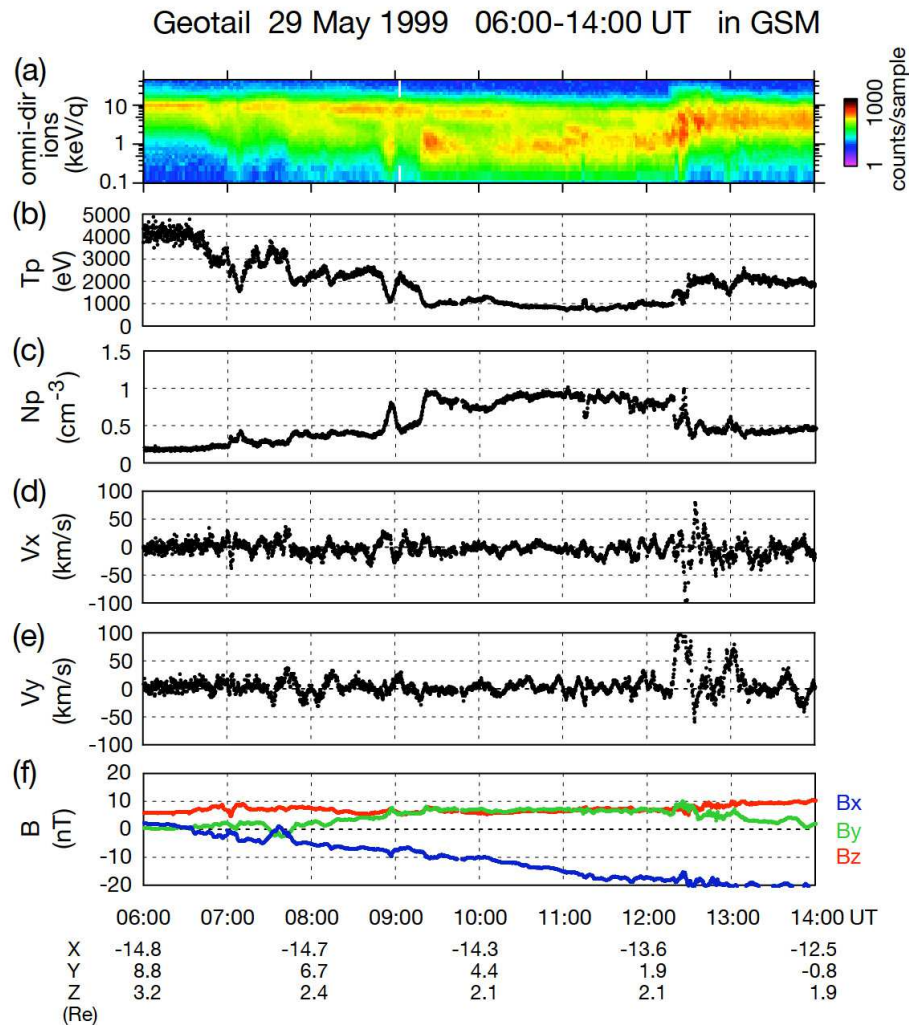 Geotail 29 May 1999 06:00-14:00 UT in GSM
(a)
omni-dir
ions
(keV/q)
10
1
0.1
1000
1
counts/sample
(b)
Tp
(eV)
5000
4000
3000
2000
1000
0
(c)
Np
(cm-3)
1.5
1
0.5
0
(d)
Vx
(km/s)
100
50
0
-50
-100
(e)
Vy
(km/s)
100
50
0
-50
-100
(f)
B
(nT)
20
10
0
-10
-20
Bx
By
Bz
06:00 07:00 08:00 09:00 10:00 11:00 12:00 13:00 14:00 UT
X -14.8 -14.7 -14.3 -13.6 -12.5
Y 8.8 6.7 4.4 1.9 -0.8
Z 3.2 2.4 2.1 2.1 1.9
(Re)